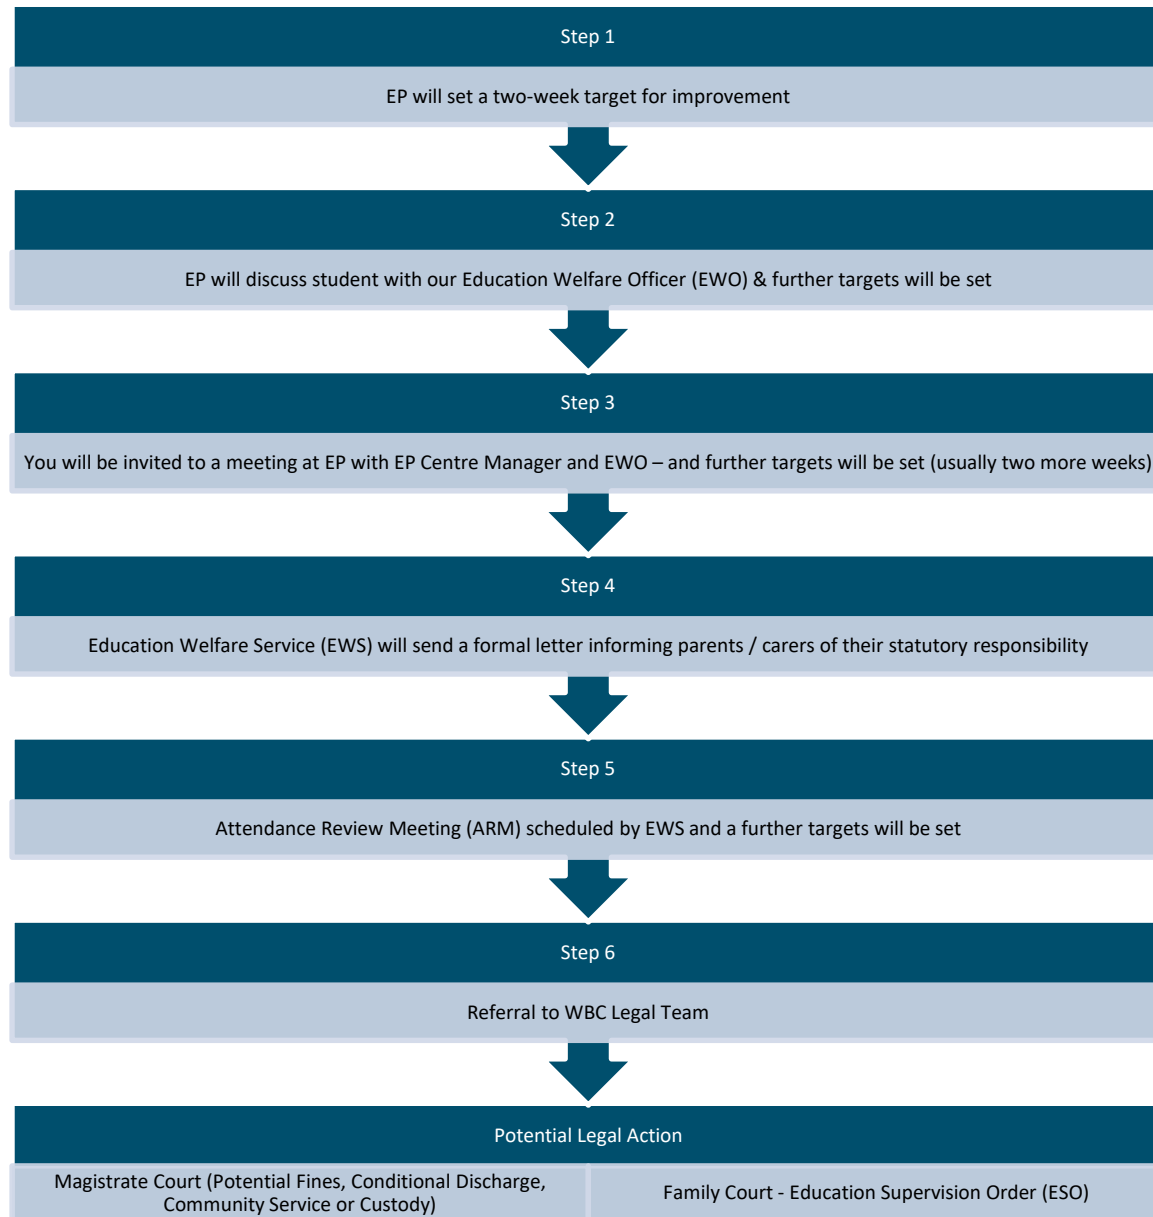 Step 1
EP will set a two-week target for improvement
Step 2
EP will discuss student with our Education Welfare Officer (EWO) & further targets will be set
Step 3
You will be invited to a meeting at EP with EP Centre Manager and EWO – and further targets will be set (usually two more weeks)
Step 4
Education Welfare Service (EWS) will send a formal letter informing parents / carers of their statutory responsibility
Step 5
Attendance Review Meeting (ARM) scheduled by EWS and a further targets will be set
Step 6
Referral to WBC Legal Team
Potential Legal Action
Magistrate Court (Potential Fines, Conditional Discharge,
Community Service or Custody)
Family Court - Education Supervision Order (ESO)